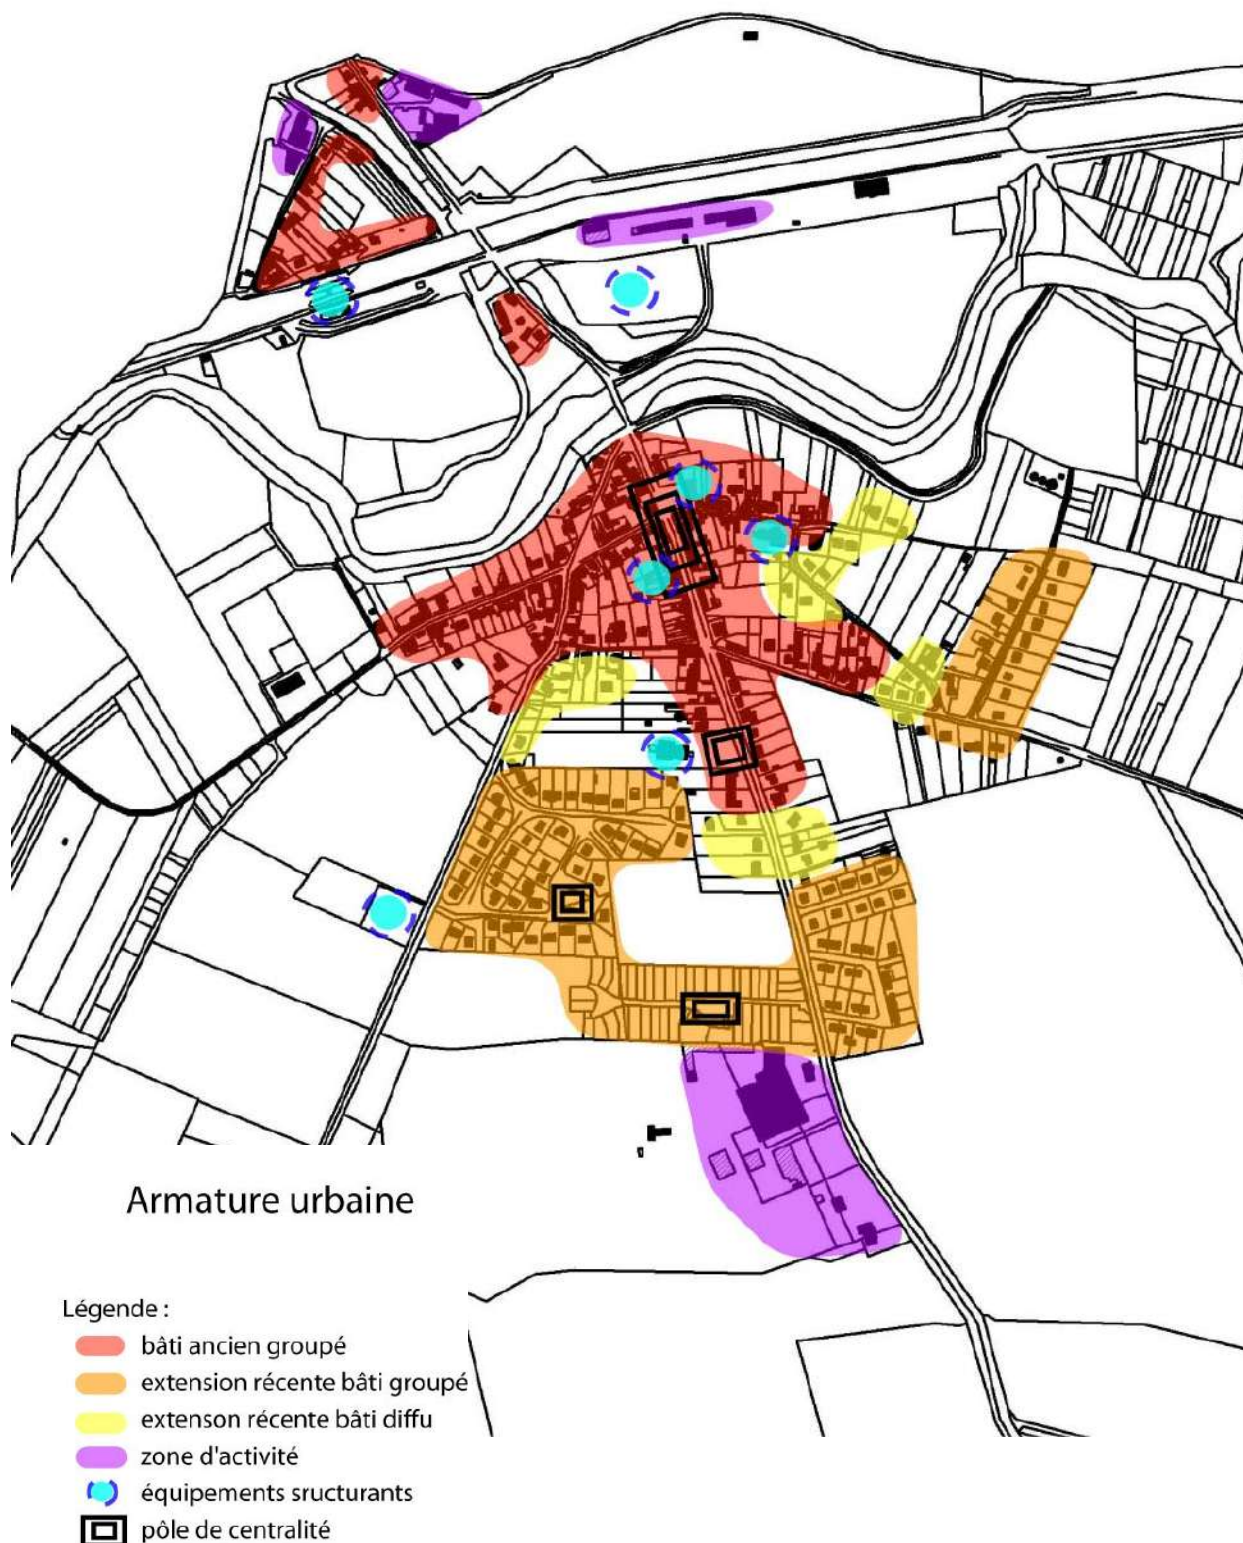 Armature urbaine
Légende :
bâti ancien groupé
extension récente bâti groupé
extenson récente bâti diffu
zone d'activité
équipements sructurants
pôle de centralité